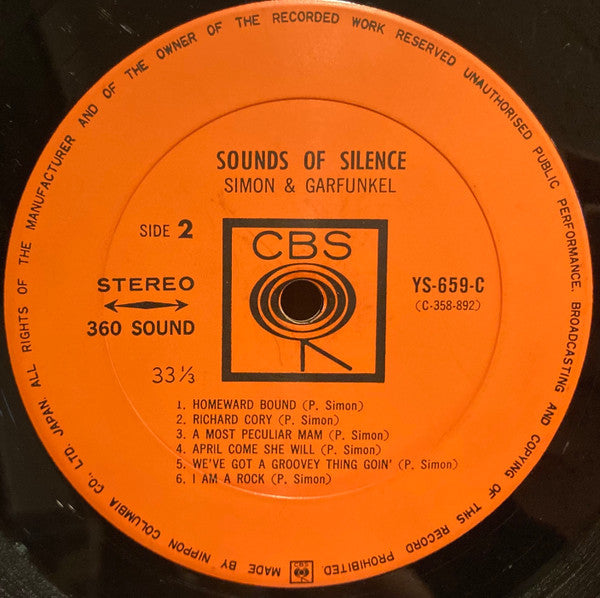 ALL RIGHTS OF THE MANUFACTURER AND OF THE OWNER OF THE RECORDED WORK RESERVED UNAUTHORISED PUBLIC PERFORMANCE, BROADCASTING AND COPYING OF THIS RECORD PROHIBITED
SOUNDS OF SILENCE
SIMON & GARFUNKEL
SIDE 2
CBS
STEREO
360 SOUND
YS-659-C
(C-358-892)
33⅓
1. HOMEWARD BOUND (P. Simon)
2. RICHARD CORY (P. Simon)
3. A MOST PECULIAR MAM (P. Simon)
4. APRIL COME SHE WILL (P. Simon)
5. WE'VE GOT A GROOVEY THING GOIN' (P. Simon)
6. I AM A ROCK (P. Simon)
MADE BY NIPPON COLUMBIA CO., LTD. JAPAN
CBS